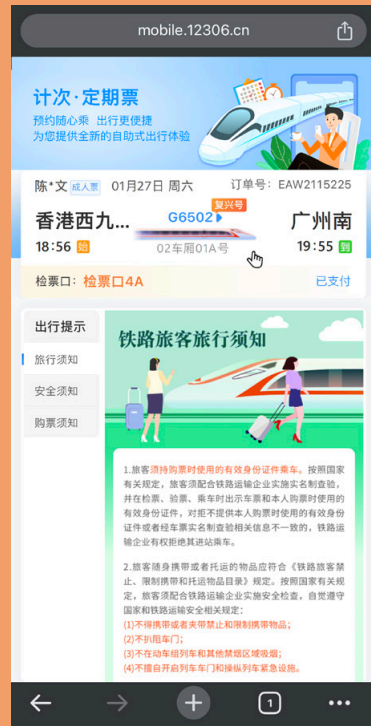 mobile.12306.cn
计次·定期票
预约随心乘 出行更便捷
为您提供全新的自助式出行体验
陈*文 成人票 01月27日 周六 订单号：EAW2115225
复兴号
香港西九... G6502 广州南
18:56 始 02车厢01A号 19:55 到
检票口：检票口4A 已支付
出行提示
旅行须知
安全须知
购票须知
铁路旅客旅行须知
1.旅客须持购票时使用的有效身份证件乘车。按照国家
有关规定，旅客须配合铁路运输企业实施实名制查验，
并在检票、验票、乘车时出示车票和本人购票时使用的
有效身份证件，对拒不提供本人购票时使用的有效身份
证件或者经车票实名制查验相关信息不一致的，铁路运
输企业有权拒绝其进站乘车。
2.旅客随身携带或者托运的物品应符合《铁路旅客禁
止、限制携带和托运物品目录》规定。按照国家有关规
定，旅客须配合铁路运输企业实施安全检查，自觉遵守
国家和铁路运输安全相关规定：
(1)不得携带或者夹带禁止和限制携带物品；
(2)不扒阻车门；
(3)不在动车组列车和其他禁烟区域吸烟；
(4)不擅自开启列车车门和操纵列车紧急设施。
1